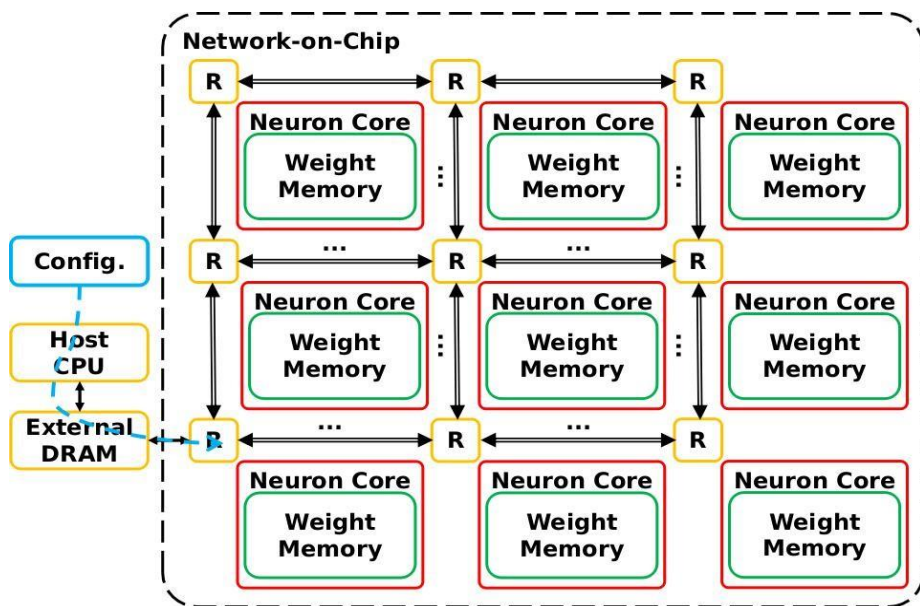 Network-on-Chip
R R R
Neuron Core Neuron Core Neuron Core
Weight Weight Weight
Memory Memory Memory
... ...
... ...
R R R
Config.
Neuron Core Neuron Core Neuron Core
Weight Weight Weight
Memory Memory Memory
... ...
Host
CPU
... ...
R R R
External
DRAM
Neuron Core Neuron Core Neuron Core
Weight Weight Weight
Memory Memory Memory